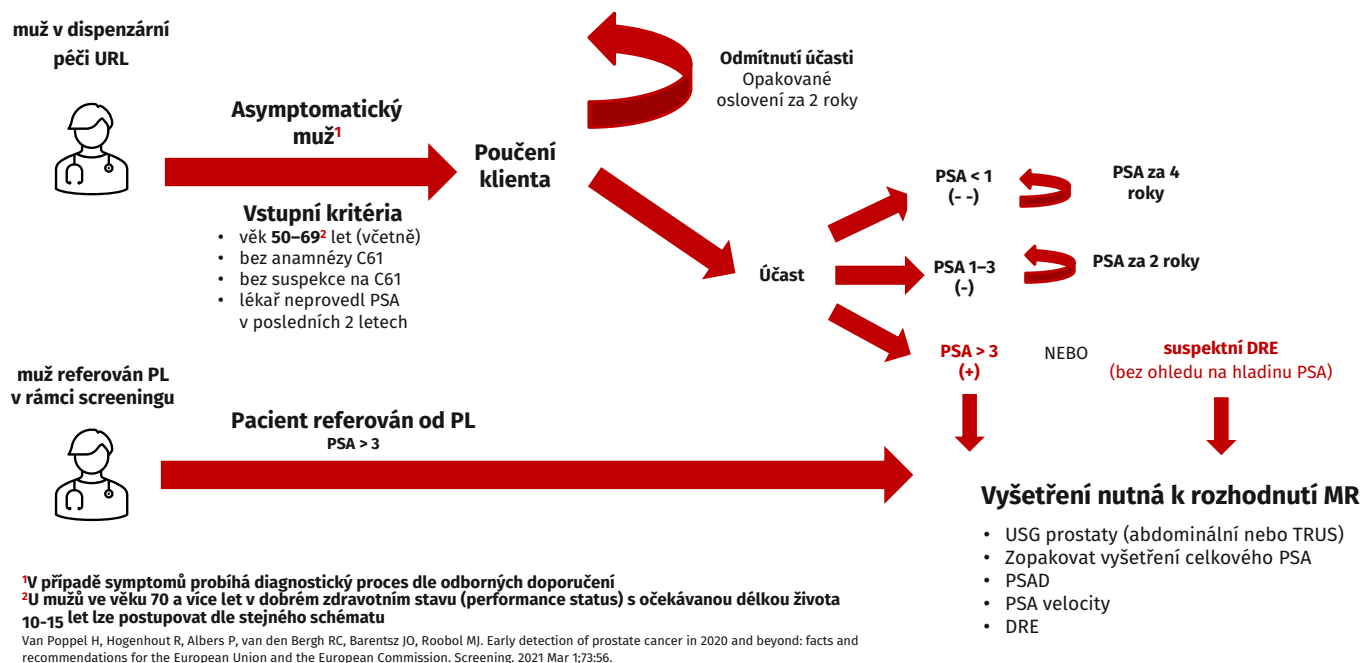 muž v dispenzární
péči URL
Odmítnutí účasti
Opakované
oslovení za 2 roky
Asymptomatický
muž¹
Poučení
klienta
Vstupní kritéria
• věk 50–69² let (včetně)
• bez anamnézy C61
• bez suspekce na C61
• lékař neprovedl PSA
v posledních 2 letech
Účast
PSA < 1
(- -)
PSA za 4
roky
PSA 1–3
(-)
PSA za 2 roky
PSA > 3
(+)
NEBO
suspektní DRE
(bez ohledu na hladinu PSA)
muž referován PL
v rámci screeningu
Pacient referován od PL
PSA > 3
Vyšetření nutná k rozhodnutí MR
• USG prostaty (abdominální nebo TRUS)
• Zopakovat vyšetření celkového PSA
• PSAD
• PSA velocity
• DRE
¹V případě symptomů probíhá diagnostický proces dle odborných doporučení
²U mužů ve věku 70 a více let v dobrém zdravotním stavu (performance status) s očekávanou délkou života
10-15 let lze postupovat dle stejného schématu
Van Poppel H, Hogenhout R, Albers P, van den Bergh RC, Barentsz JO, Roobol MJ. Early detection of prostate cancer in 2020 and beyond: facts and
recommendations for the European Union and the European Commission. Screening. 2021 Mar 1;73:56.